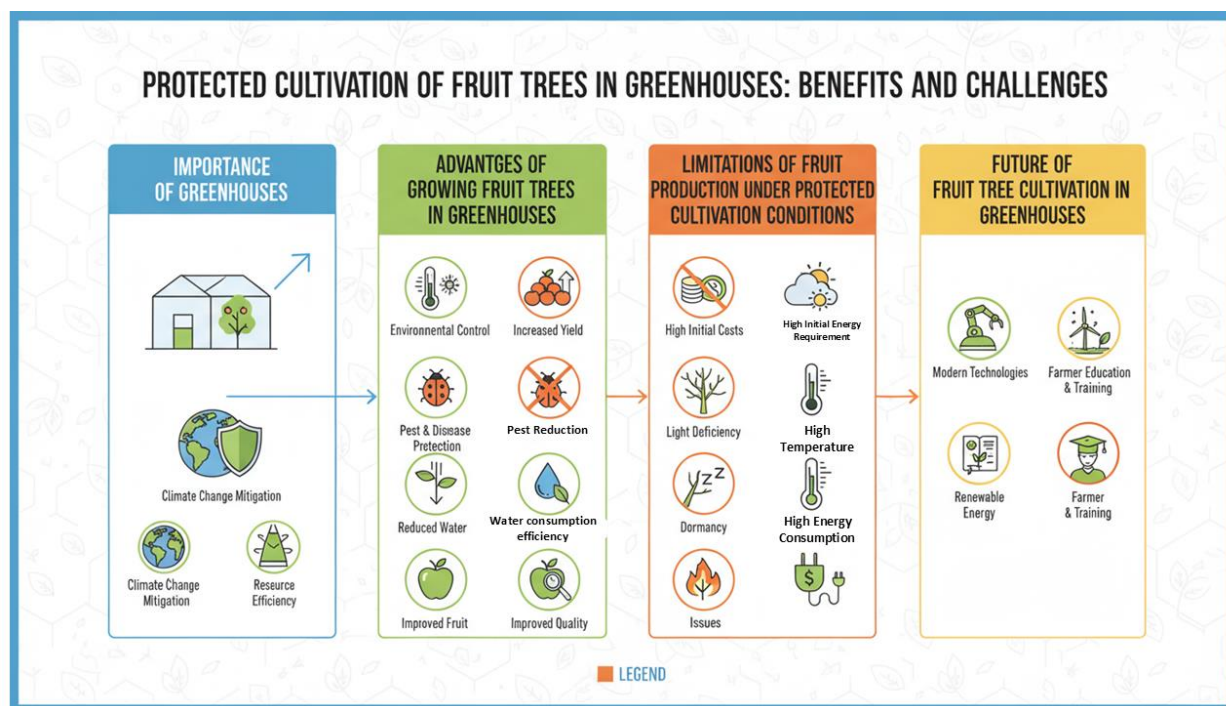 PROTECTED CULTIVATION OF FRUIT TREES IN GREENHOUSES: BENEFITS AND CHALLENGES
IMPORTANCE
OF GREENHOUSES
Climate Change Mitigation
Climate Change
Mitigation
Reseurce
Efficiency
ADVANTGES OF
GROWING FRUIT TREES
IN GREENHOUSES
Environmental Control
Increased Yield
Pest & Disease
Protection
Pest Reduction
Reduced Water
Water consumption
efficiency
Improved Fruit
Improved Quality
LIMITATIONS OF FRUIT
PRODUCTION UNDER PROTECTED
CULTIVATION CONDITIONS
High Initial Costs
High Initial Energy
Requirement
Light Deficiency
High
Temperature
Dormancy
zzz
High Energy
Consumption
Issues
$
FUTURE OF
FRUIT TREE CULTIVATION IN
GREENHOUSES
Modern Technologies
Farmer Education
& Training
Renewable
Energy
Farmer
& Training
LEGEND